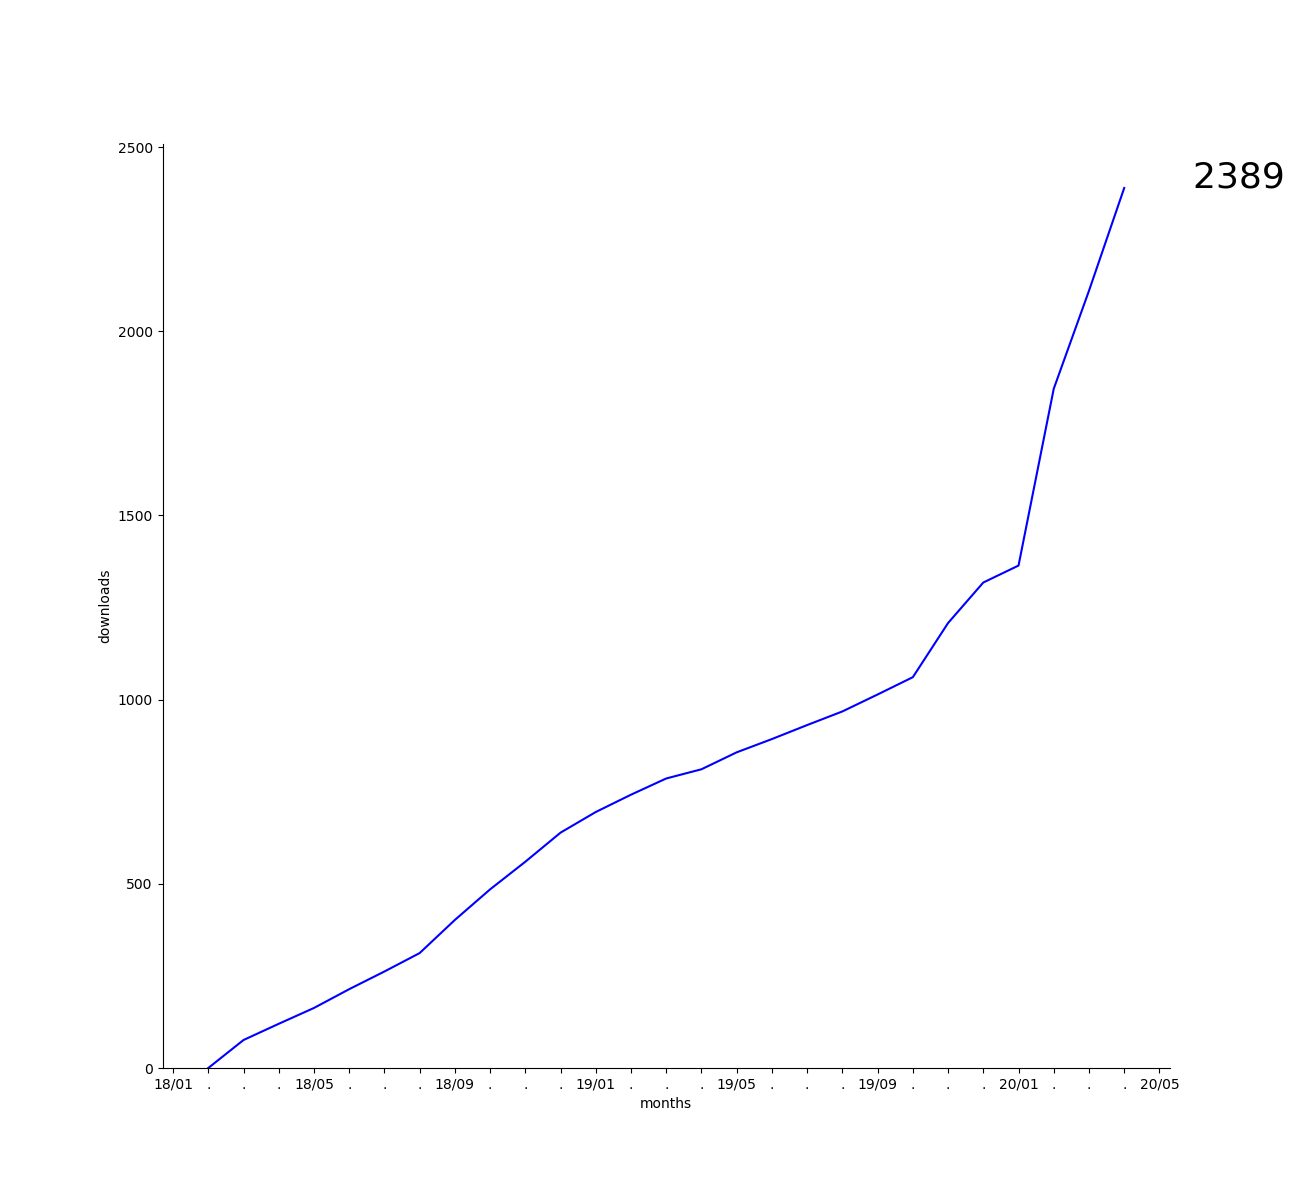 2500
2389
2000
1500
downloads
1000
500
0
18/01 . . . 18/05 . . . 18/09 . . . 19/01 . . . 19/05 . . . 19/09 . . . 20/01 . . . 20/05
months